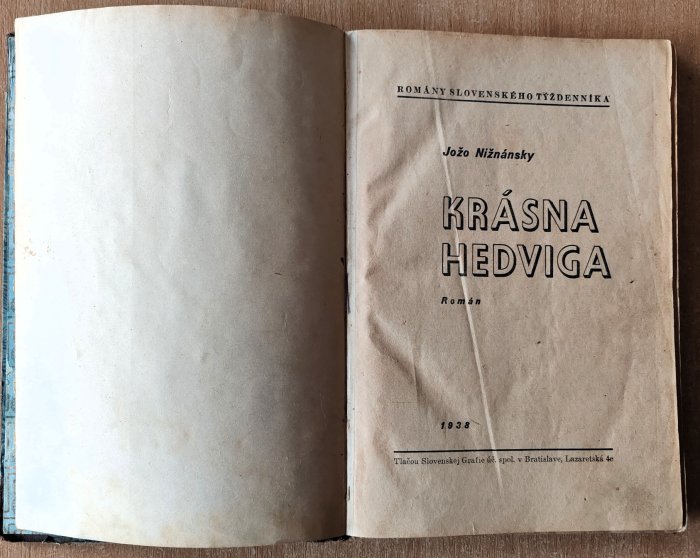 ROMÁNY SLOVENSKÉHO TÝŽDENNÍKA
Jožo Nižnánsky
KRÁSNA
HEDVIGA
Román
1938
Tlačou Slovenskej Grafie úč. spol. v Bratislave, Lazaretská 4c